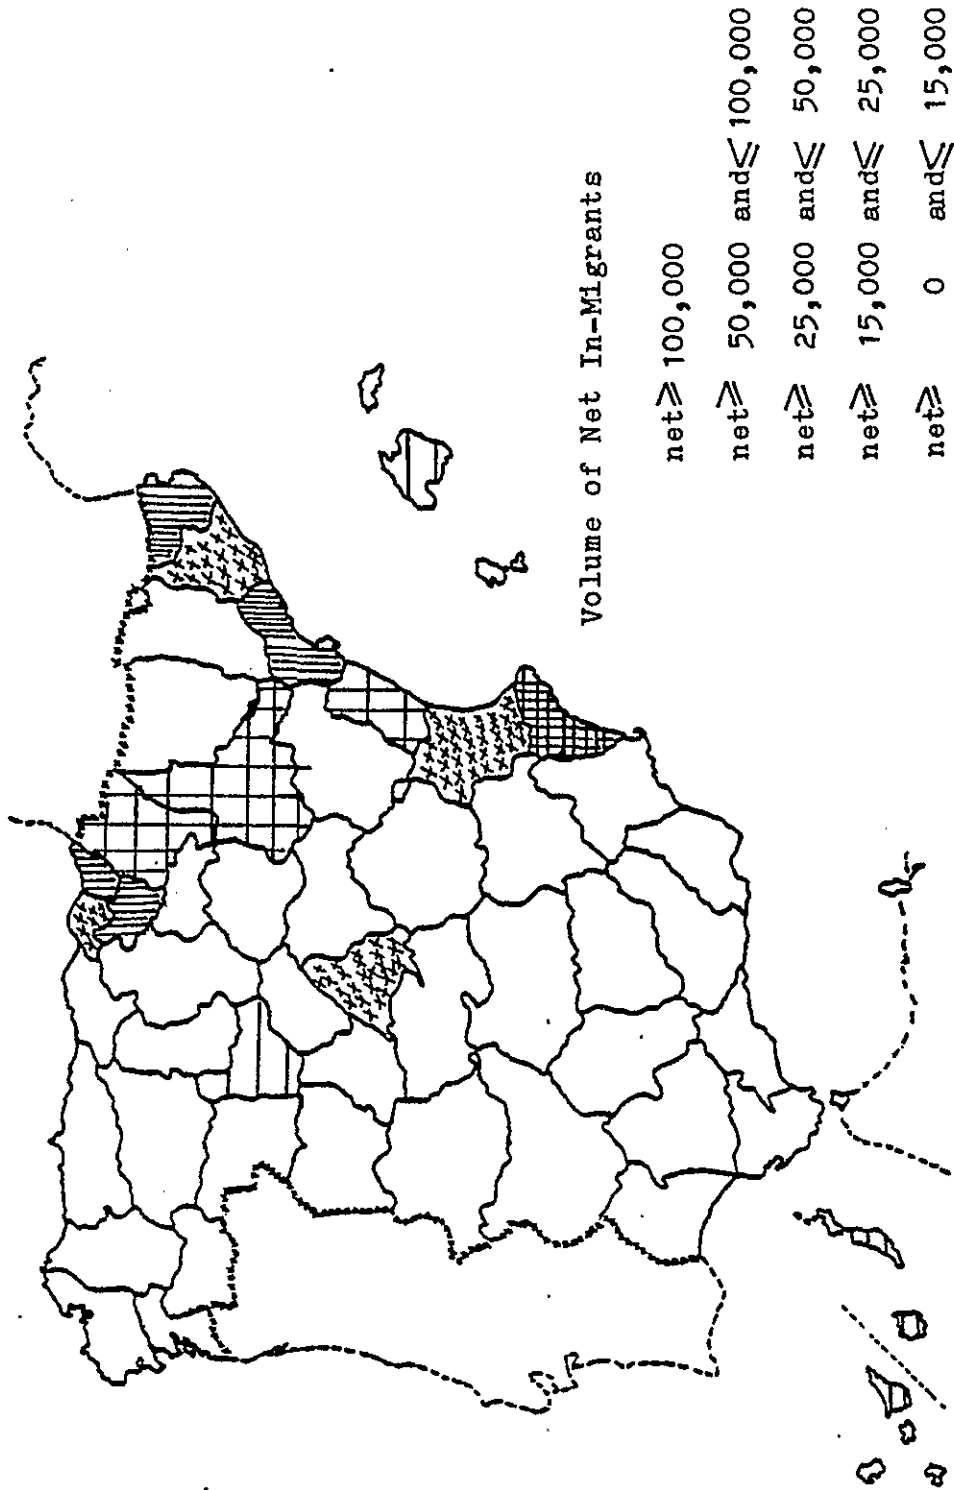 Volume of Net In-Migrants
net⩾ 100,000
net⩾ 50,000 and⩽ 100,000
net⩾ 25,000 and⩽ 50,000
net⩾ 15,000 and⩽ 25,000
net⩾ 0 and⩽ 15,000